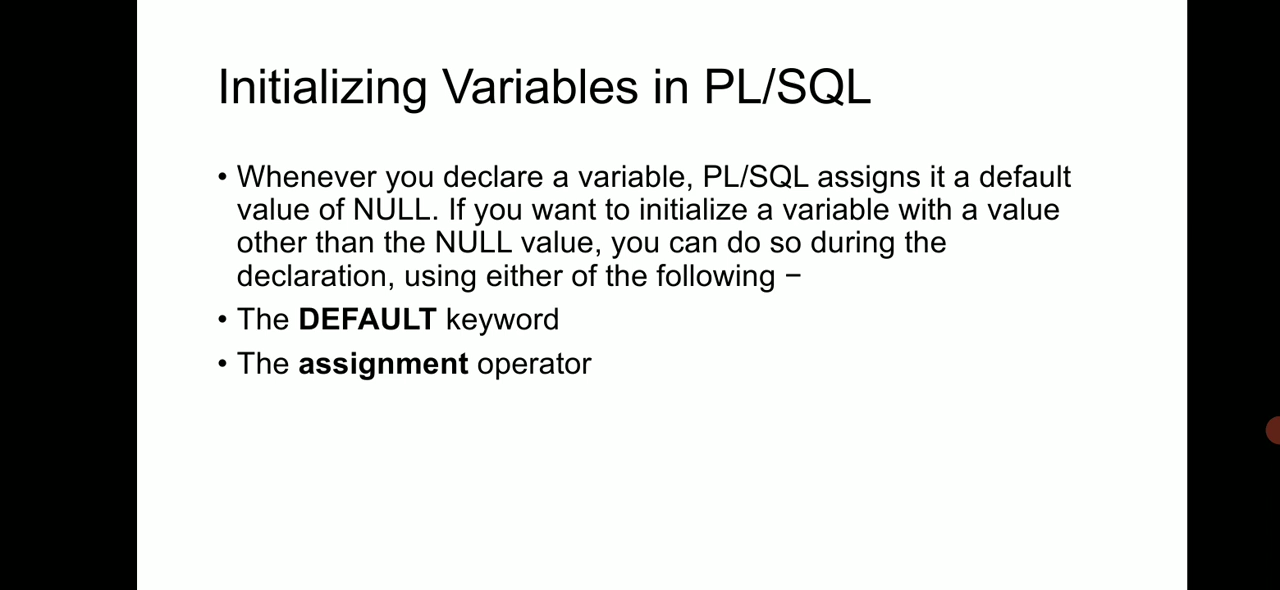 Initializing Variables in PL/SQL
• Whenever you declare a variable, PL/SQL assigns it a default
value of NULL. If you want to initialize a variable with a value
other than the NULL value, you can do so during the
declaration, using either of the following −
• The DEFAULT keyword
• The assignment operator